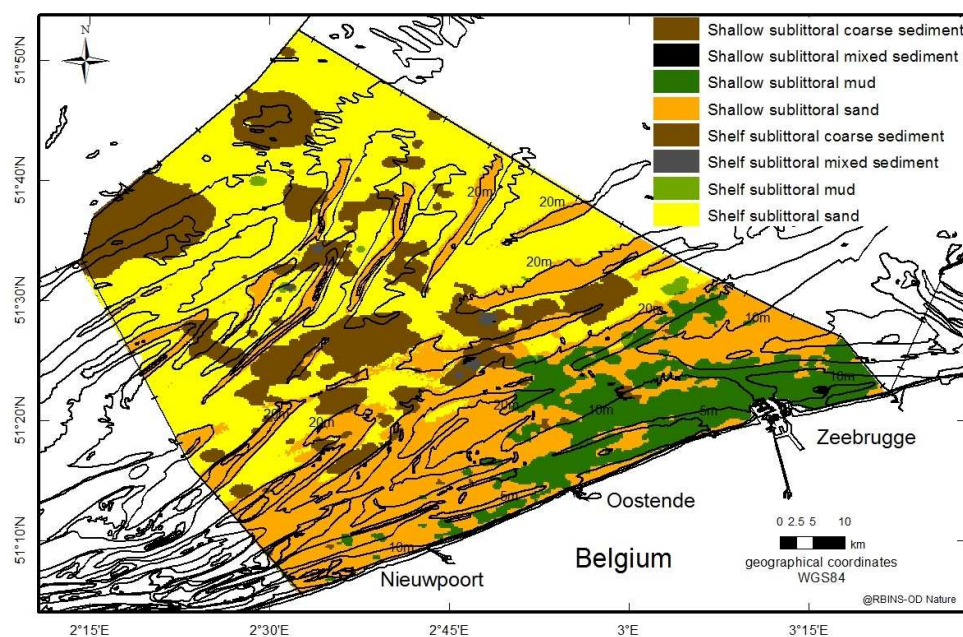 N
Shallow sublittoral coarse sediment
Shallow sublittoral mixed sediment
Shallow sublittoral mud
Shallow sublittoral sand
Shelf sublittoral coarse sediment
Shelf sublittoral mixed sediment
Shelf sublittoral mud
Shelf sublittoral sand
51°50'N
51°40'N
51°30'N
51°20'N
51°10'N
20m
20m
20m
20m
20m
20m
10m
10m
20m
20m
20m
10m
5m
5m
10m
Zeebrugge
Oostende
Nieuwpoort
Belgium
0 2.5 5 10
km
geographical coordinates
WGS84
@RBINS-OD Nature
2°15'E
2°30'E
2°45'E
3°E
3°15'E